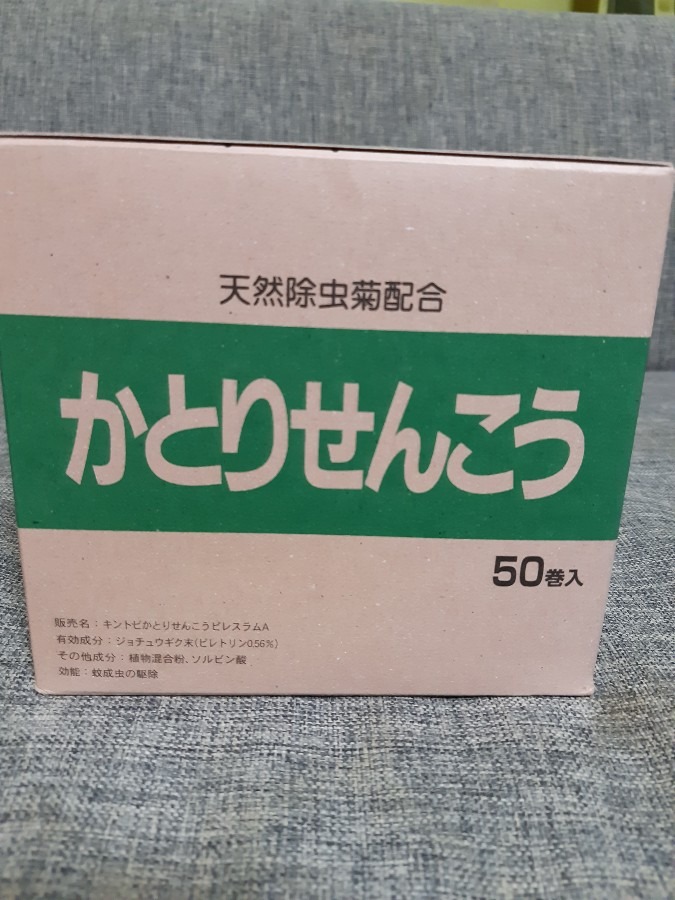 天然除虫菊配合
かとりせんこう
50巻入
販売名：キントビかとりせんこうピレスラムA
有効成分：ジョチュウギク末(ピレトリン0.56%)
その他成分：植物混合粉、ソルビン酸
効能：蚊成虫の駆除